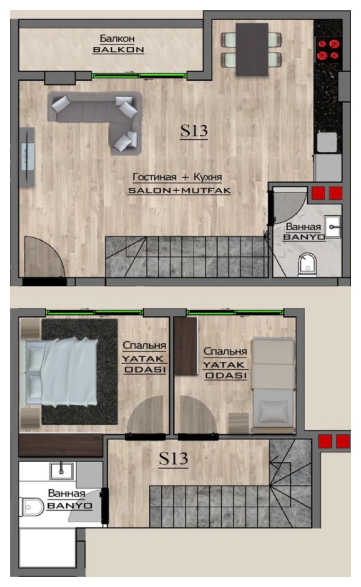 Балкон
BALKON
S13
Гостиная + Кухня
SALON+MUTFAK
Ванная
BANYO
Спальня
YATAK
ODASI
Спальня
YATAK
ODASI
S13
Ванная
BANYO